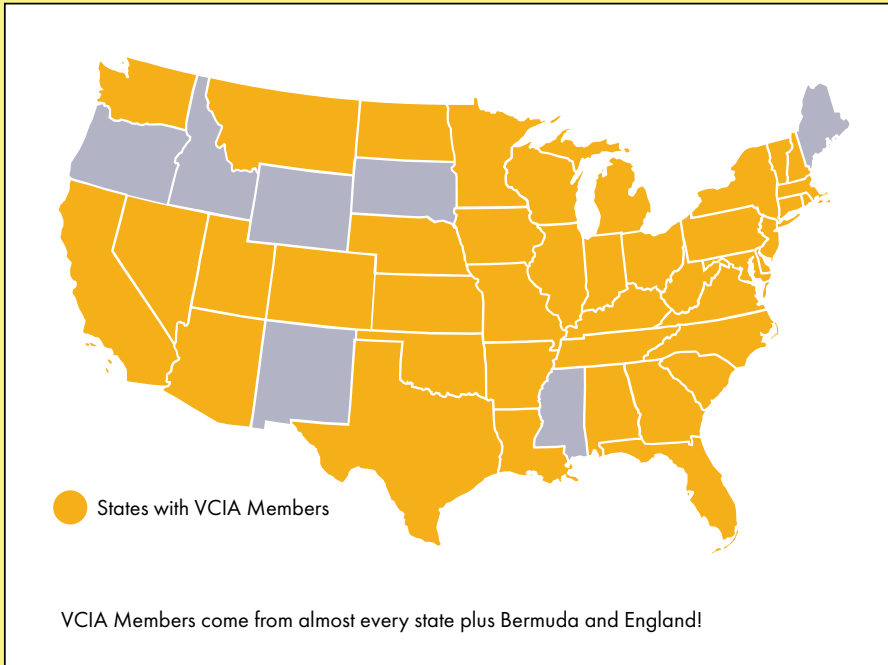 States with VCIA Members
VCIA Members come from almost every state plus Bermuda and England!